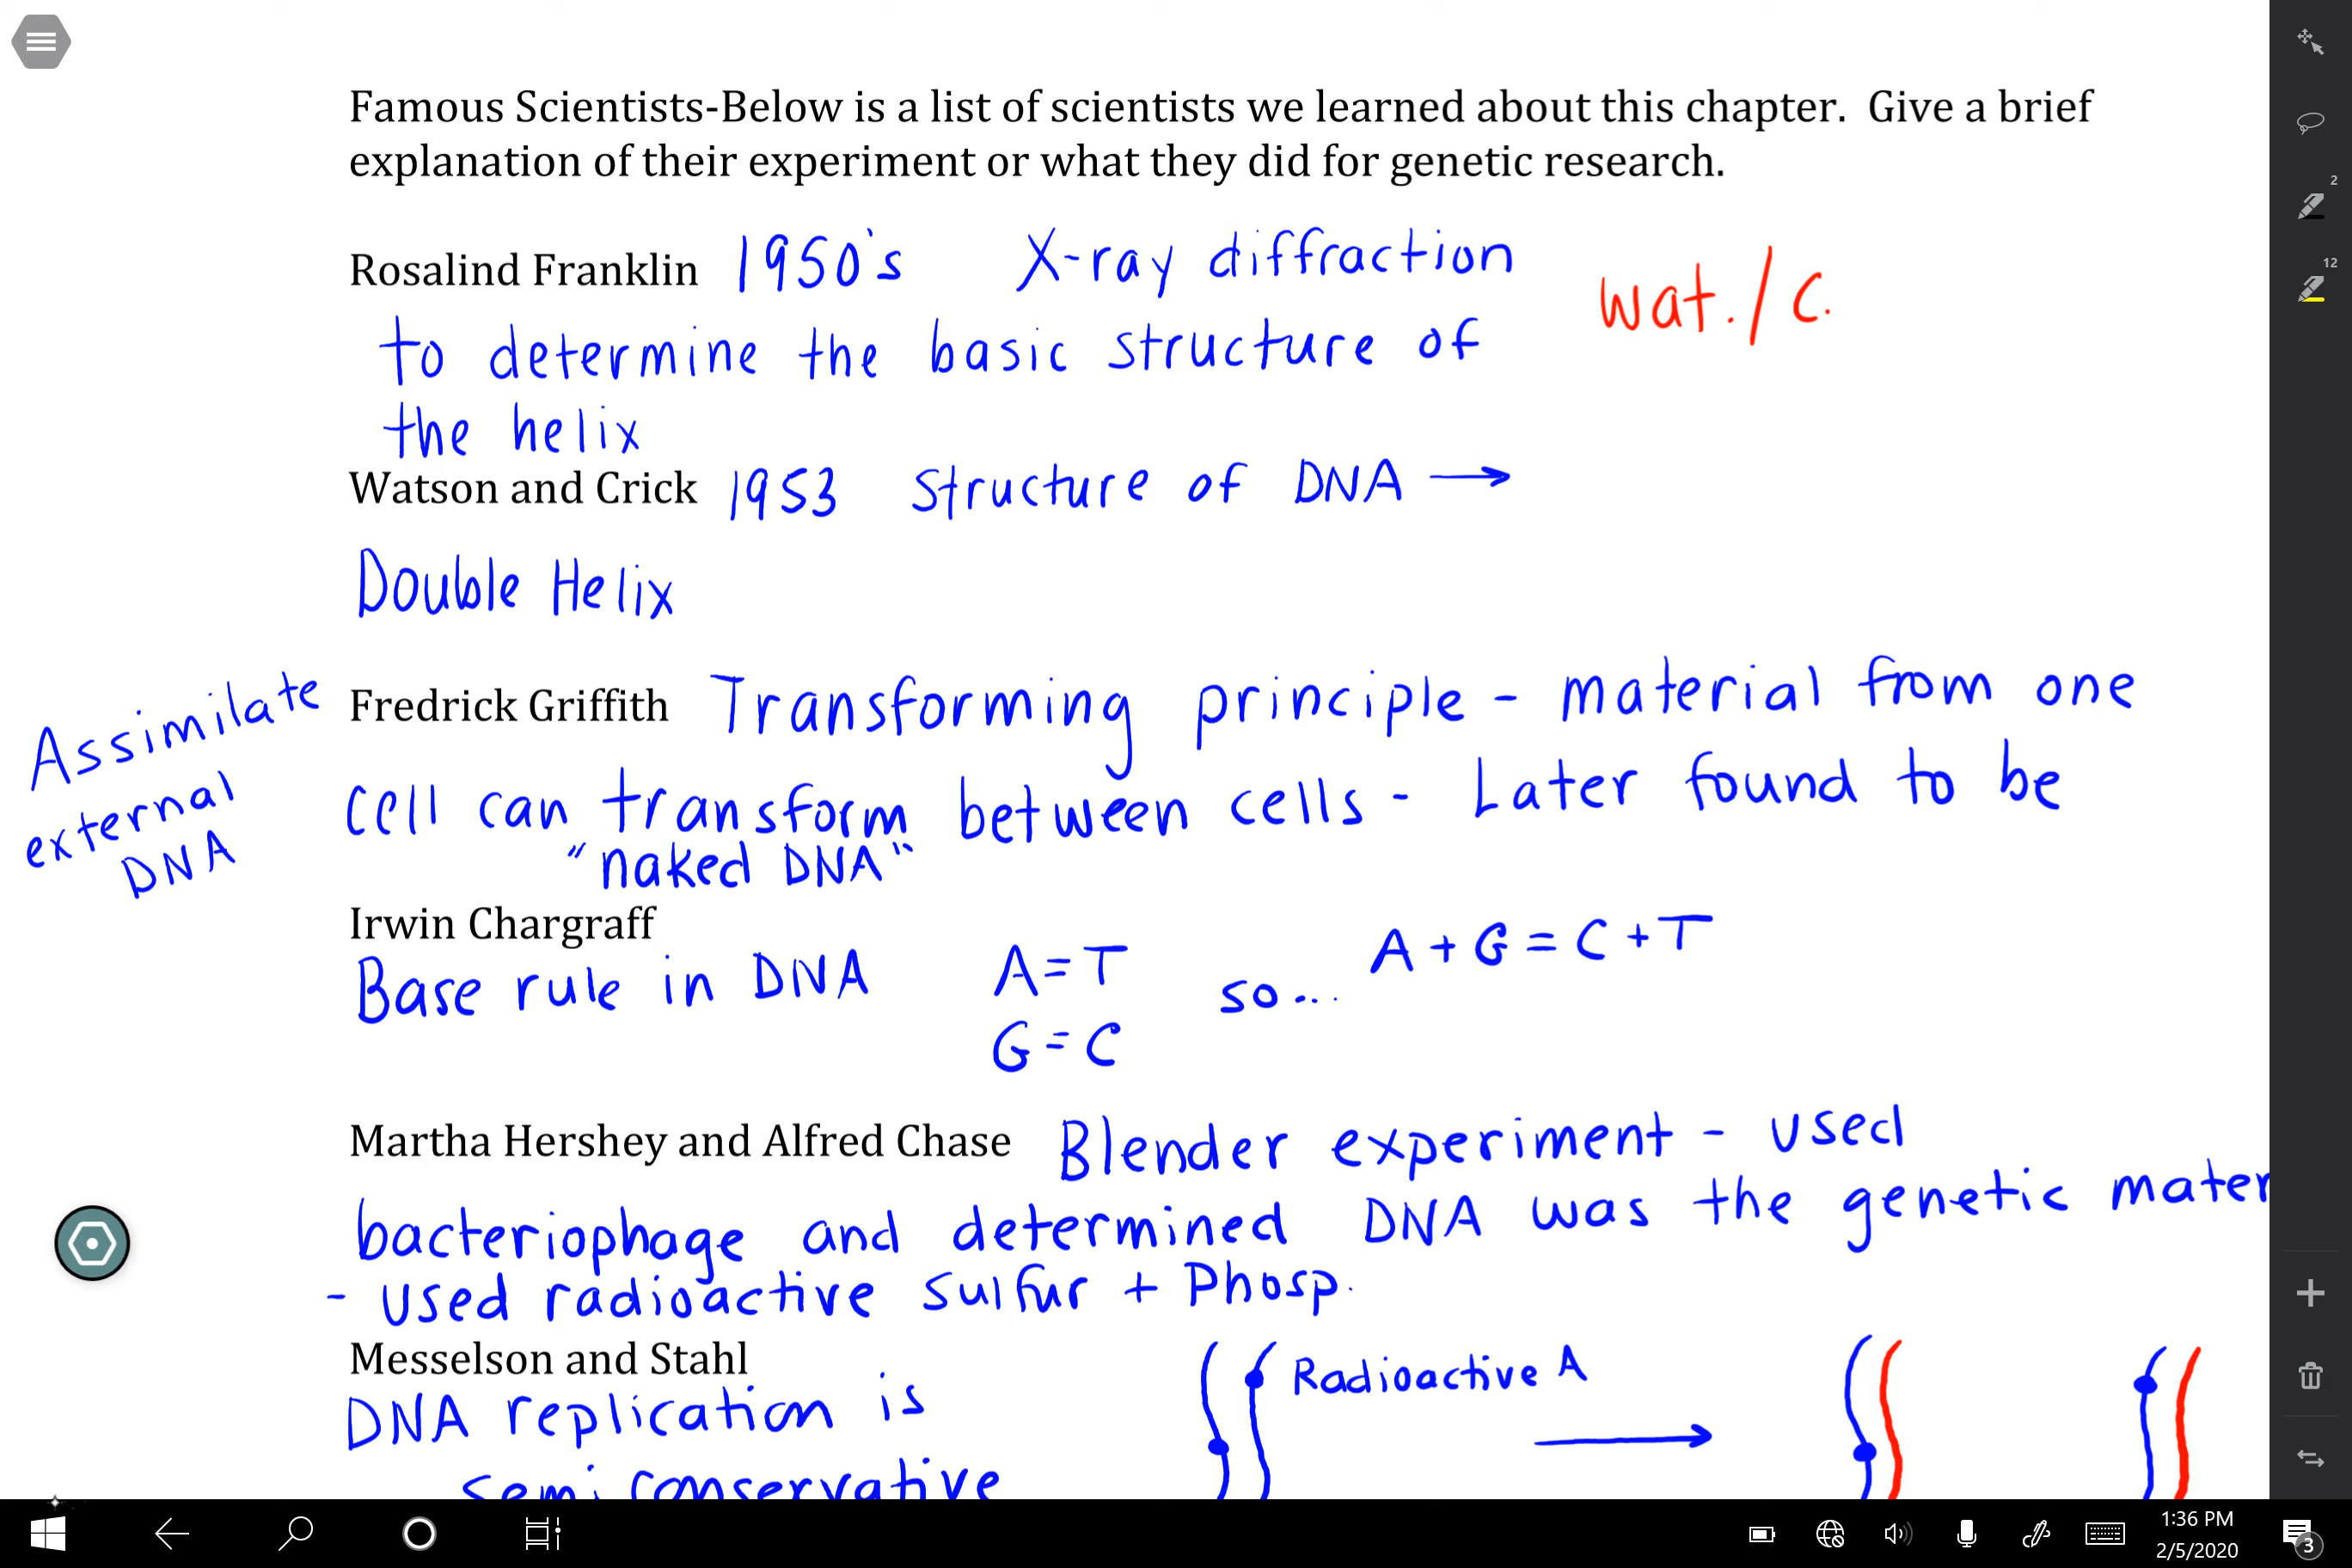 Famous Scientists-Below is a list of scientists we learned about this chapter.  Give a brief
explanation of their experiment or what they did for genetic research.
Rosalind Franklin 1950's X-ray diffraction
to determine the basic structure of
the helix
wat./C.
Watson and Crick 1953 Structure of DNA →
Double Helix
Assimilate
external
DNA
Fredrick Griffith Transforming principle - material from one
cell can transform between cells - Later found to be
"naked DNA"
Irwin Chargraff
Base rule in DNA A=T so... A+G=C+T
G=C
Martha Hershey and Alfred Chase Blender experiment - used
bacteriophage and determined DNA was the genetic mater
- used radioactive sulfur + Phosp.
Messelson and Stahl
DNA replication is
semi conservative
Radioactive A
2
12
1:36 PM
2/5/2020
3